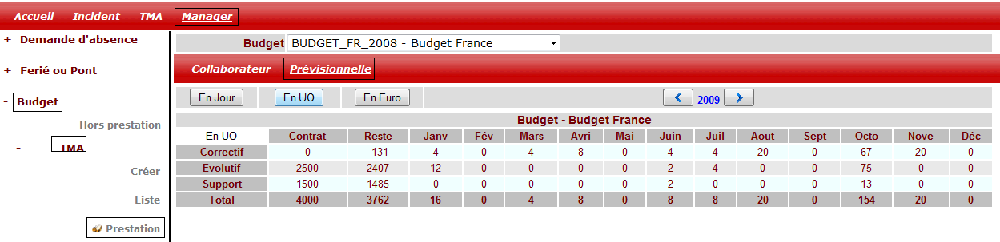 Accueil Incident TMA Manager
+ Demande d'absence
+ Ferié ou Pont
- Budget
Hors prestation
- TMA
Créer
Liste
Prestation
Budget BUDGET_FR_2008 - Budget France
Collaborateur Prévisionnelle
En Jour En UO En Euro < 2009 >
Budget - Budget France
En UO Contrat Reste Janv Fév Mars Avri Mai Juin Juil Aout Sept Octo Nove Déc
Correctif 0 -131 4 0 4 8 0 4 4 20 0 67 20 0
Evolutif 2500 2407 12 0 0 0 0 2 4 0 0 75 0 0
Support 1500 1485 0 0 0 0 0 2 0 0 0 13 0 0
Total 4000 3762 16 0 4 8 0 8 8 20 0 154 20 0